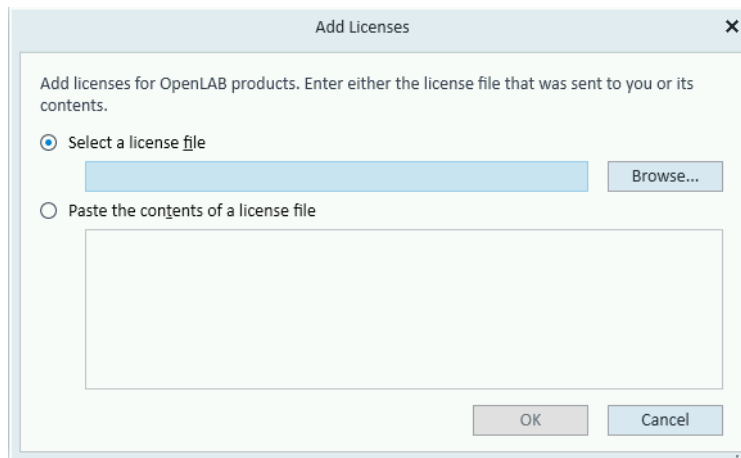 Add Licenses
Add licenses for OpenLAB products. Enter either the license file that was sent to you or its
contents.
Select a license file
Browse...
Paste the contents of a license file
OK
Cancel